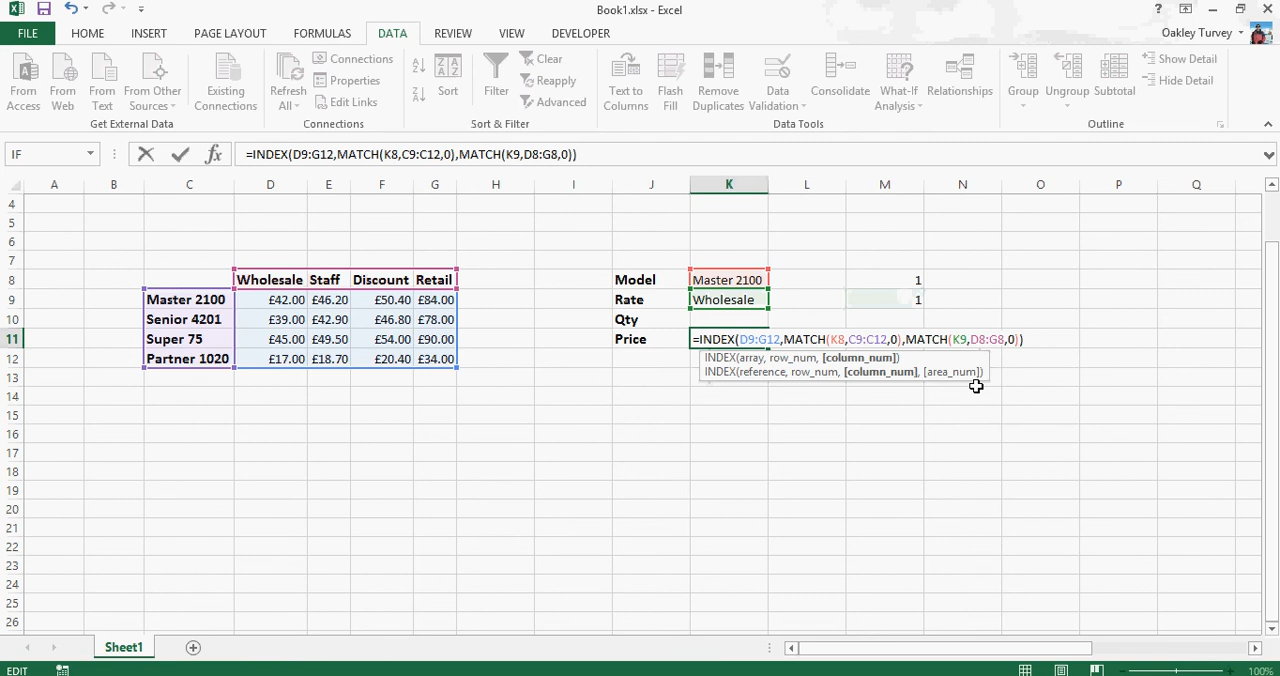 Book1.xlsx - Excel
?
FILE HOME INSERT PAGE LAYOUT FORMULAS DATA REVIEW VIEW DEVELOPER Oakley Turvey
From Access
From Web
From Text
From Other Sources
Existing Connections
Get External Data
Refresh All
Connections
Properties
Edit Links
Connections
Sort
Filter
Clear
Reapply
Advanced
Sort & Filter
Text to Columns
Flash Fill
Remove Duplicates
Data Validation
Consolidate
What-If Analysis
Relationships
Data Tools
Group
Ungroup
Subtotal
Show Detail
Hide Detail
Outline
IF fx =INDEX(D9:G12,MATCH(K8,C9:C12,0),MATCH(K9,D8:G8,0))
A B C D E F G H I J K L M N O P Q
4
5
6
7
8 Wholesale Staff Discount Retail Model Master 2100 1
9 Master 2100 £42.00 £46.20 £50.40 £84.00 Rate Wholesale 1
10 Senior 4201 £39.00 £42.90 £46.80 £78.00 Qty
11 Super 75 £45.00 £49.50 £54.00 £90.00 Price =INDEX(D9:G12,MATCH(K8,C9:C12,0),MATCH(K9,D8:G8,0))
12 Partner 1020 £17.00 £18.70 £20.40 £34.00 INDEX(array, row_num, [column_num])
INDEX(reference, row_num, [column_num], [area_num])
13
14
15
16
17
18
19
20
21
22
23
24
25
26
Sheet1
EDIT 100%